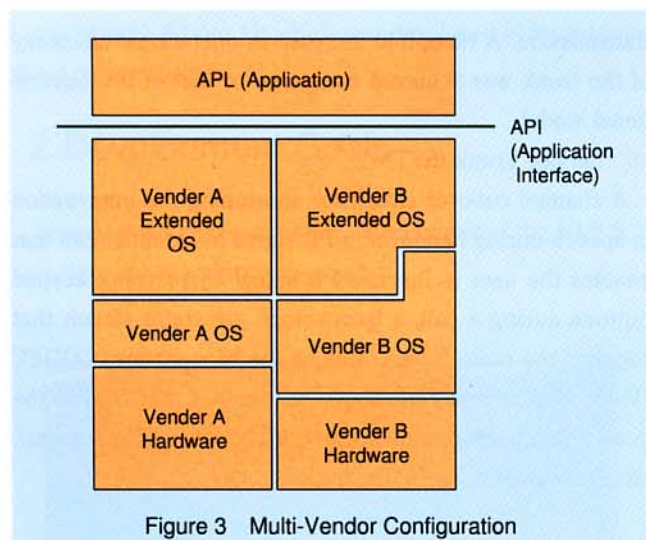 APL (Application)
API
(Application
Interface)
Vender A
Extended
OS
Vender B
Extended OS
Vender A OS
Vender B OS
Vender A
Hardware
Vender B
Hardware
Figure 3 Multi-Vendor Configuration